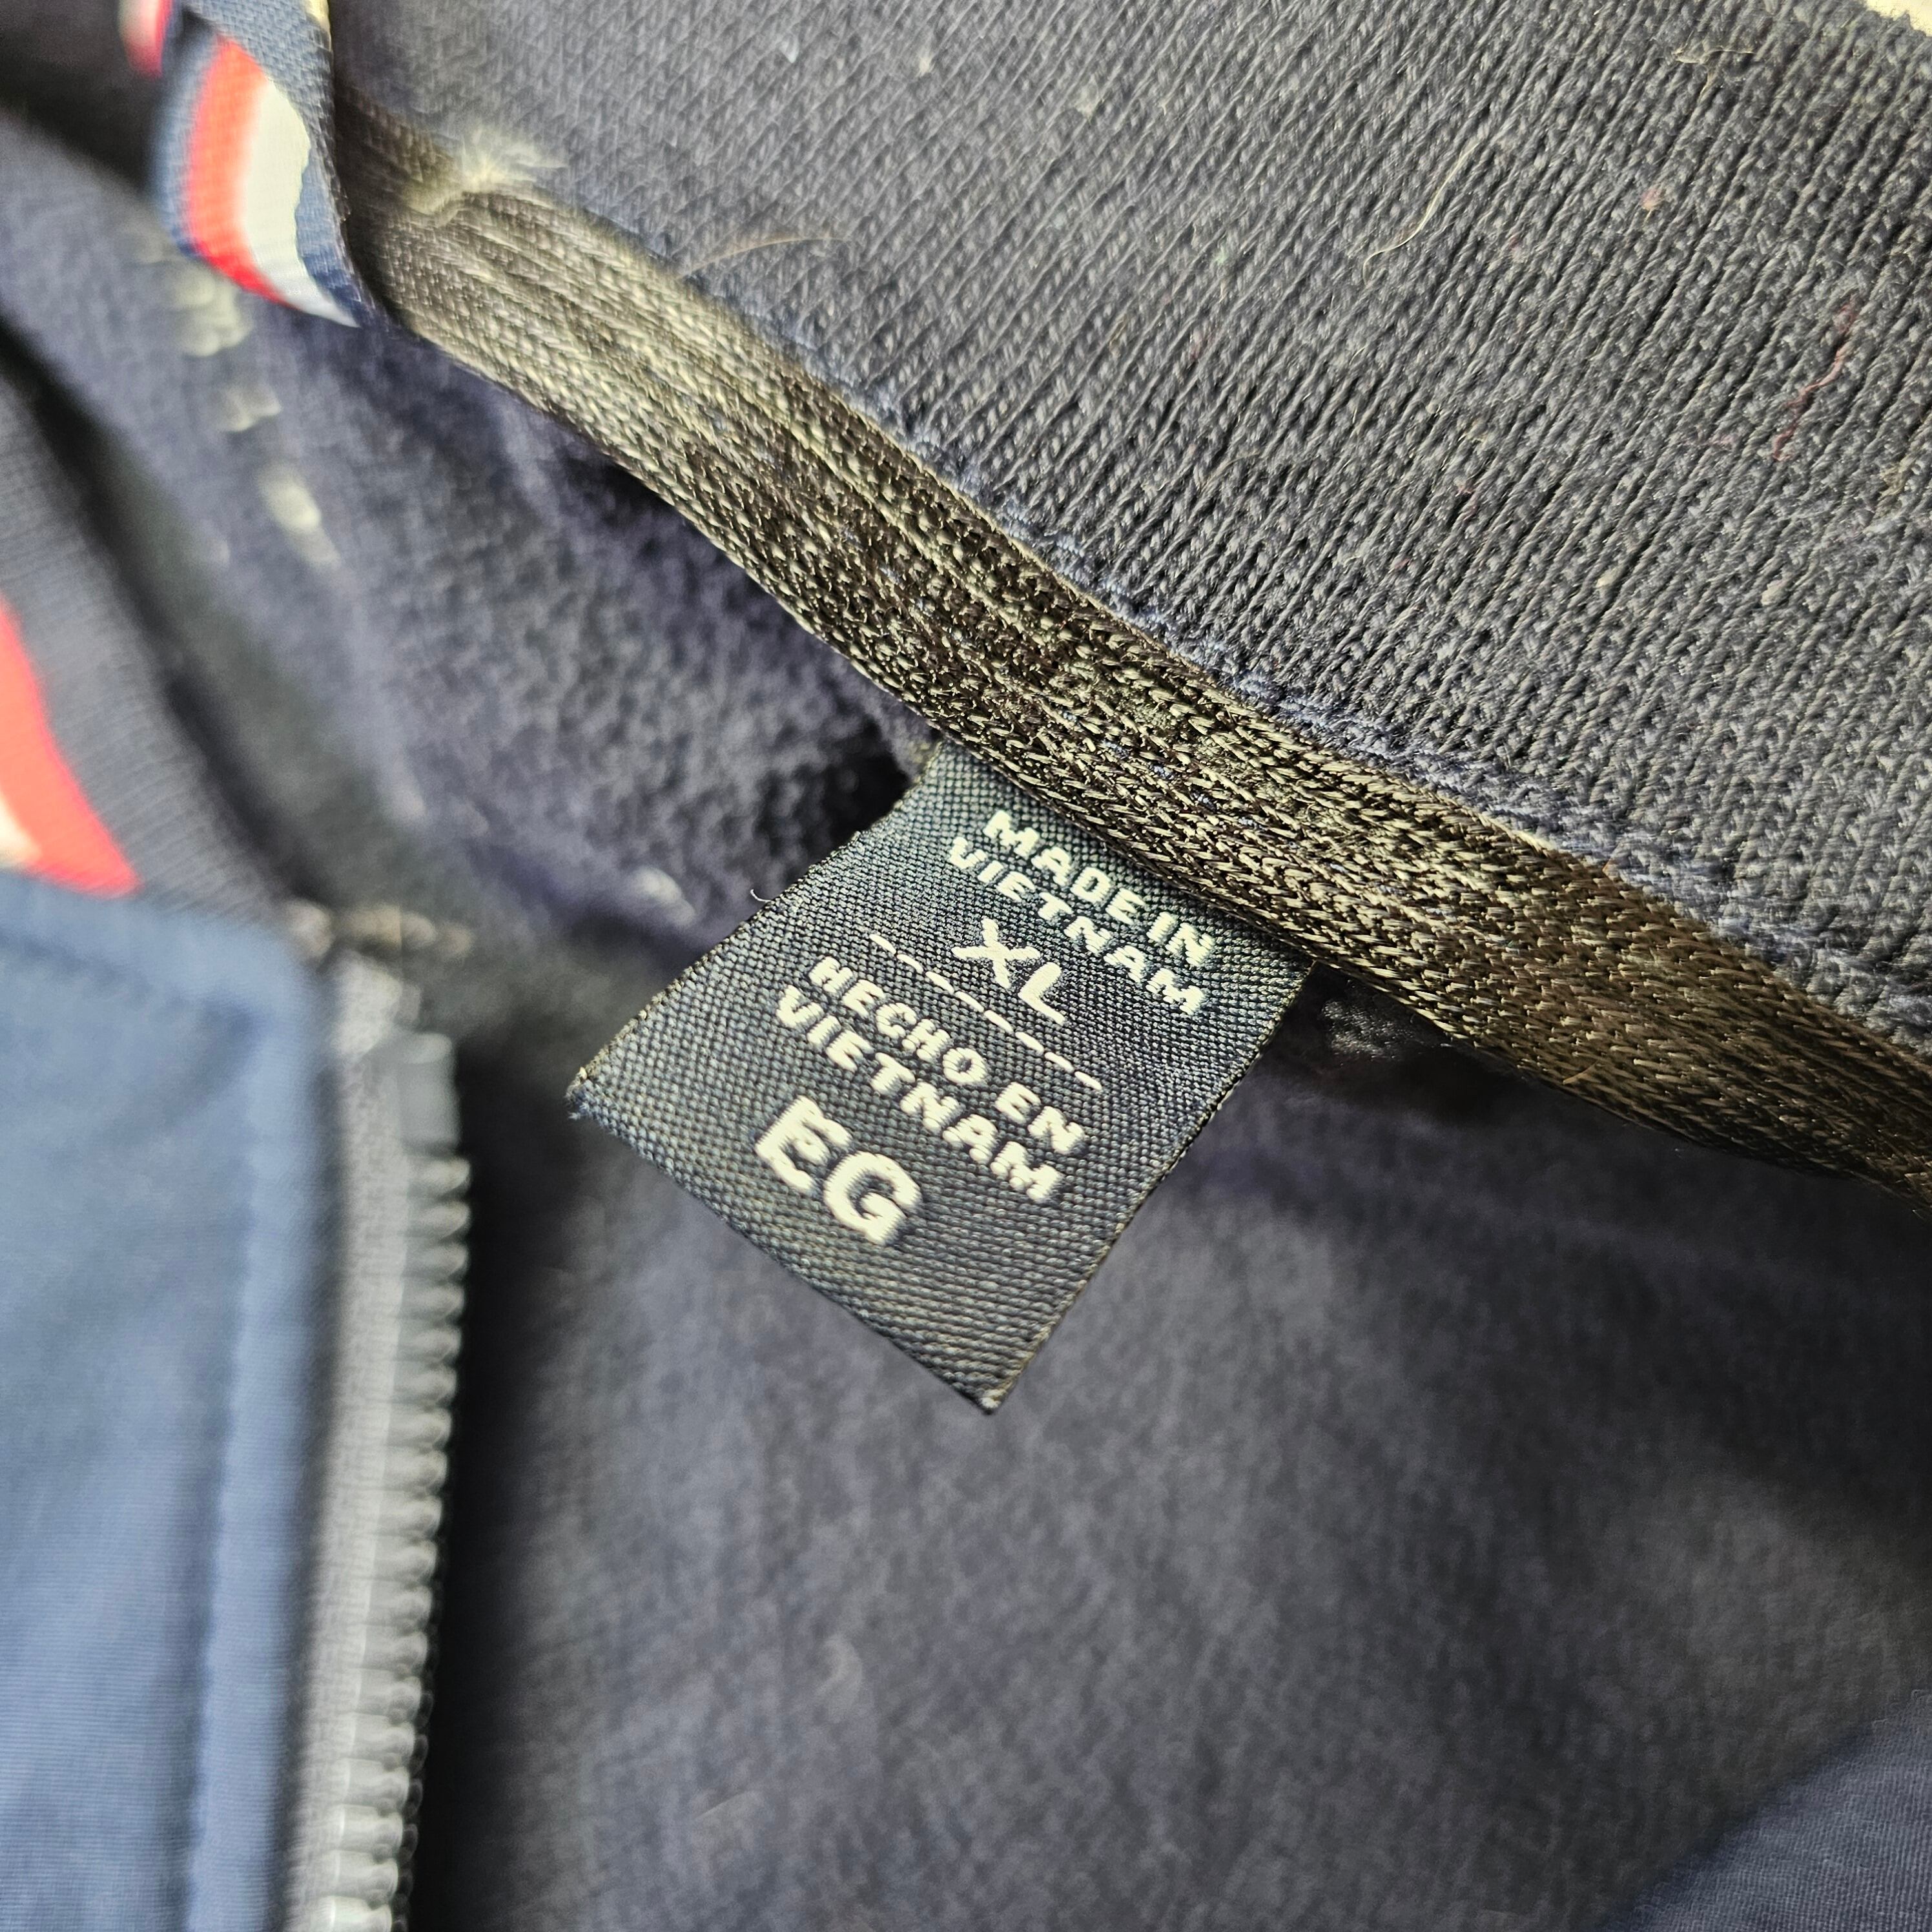 MADE IN
VIETNAM
XL
HECHO EN
VIETNAM
EG